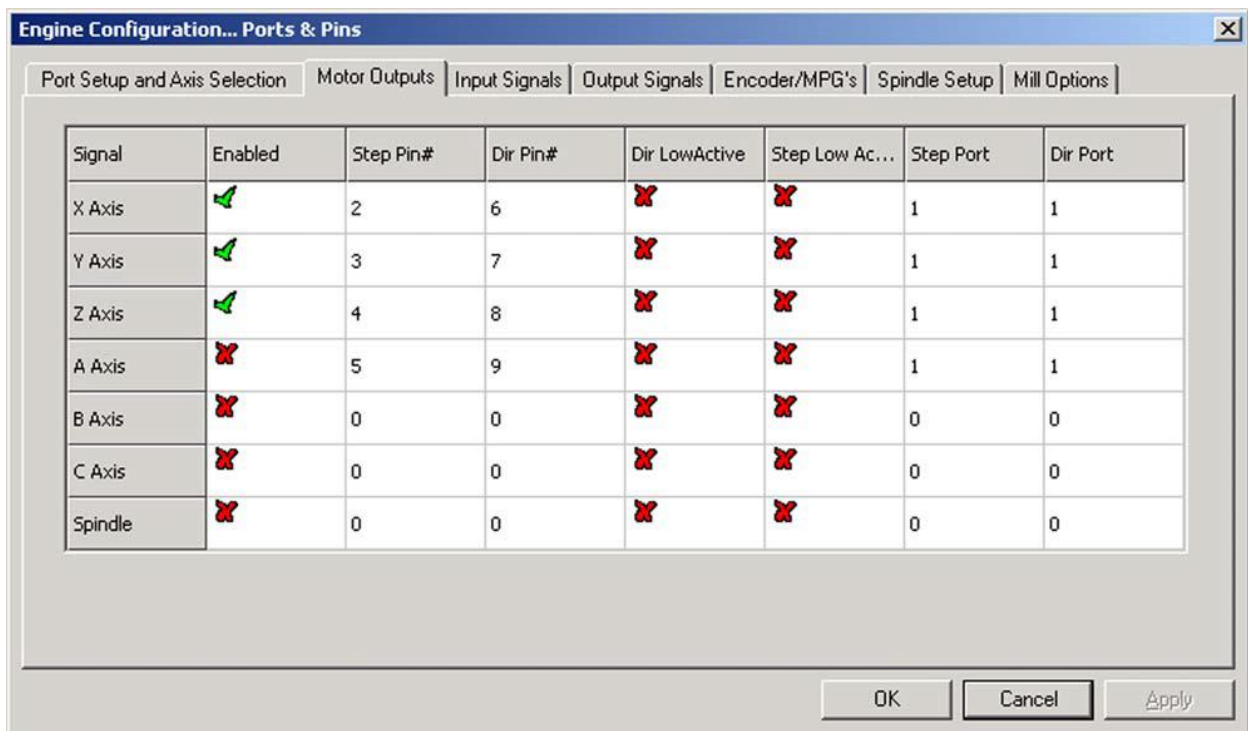 Engine Configuration... Ports & Pins
Port Setup and Axis Selection Motor Outputs Input Signals Output Signals Encoder/MPG's Spindle Setup Mill Options
Signal Enabled Step Pin# Dir Pin# Dir LowActive Step Low Ac... Step Port Dir Port
X Axis 2 6 1 1
Y Axis 3 7 1 1
Z Axis 4 8 1 1
A Axis 5 9 1 1
B Axis 0 0 0 0
C Axis 0 0 0 0
Spindle 0 0 0 0
OK Cancel Apply